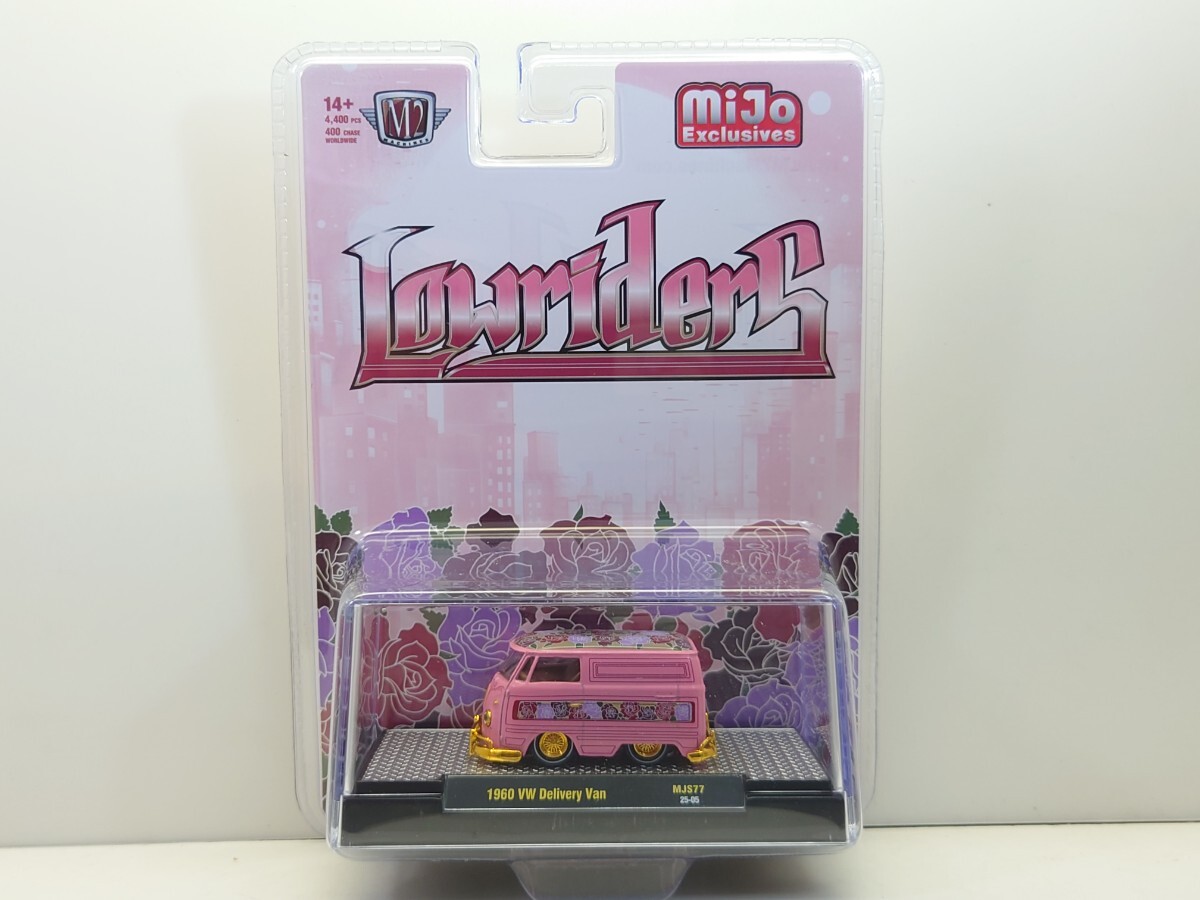 14+
4,400 PCS
400 CHASE
WORLDWIDE
M2
MACHINES
MiJo
Exclusives
Lowriders
1960 VW Delivery Van
MJS77
25-05